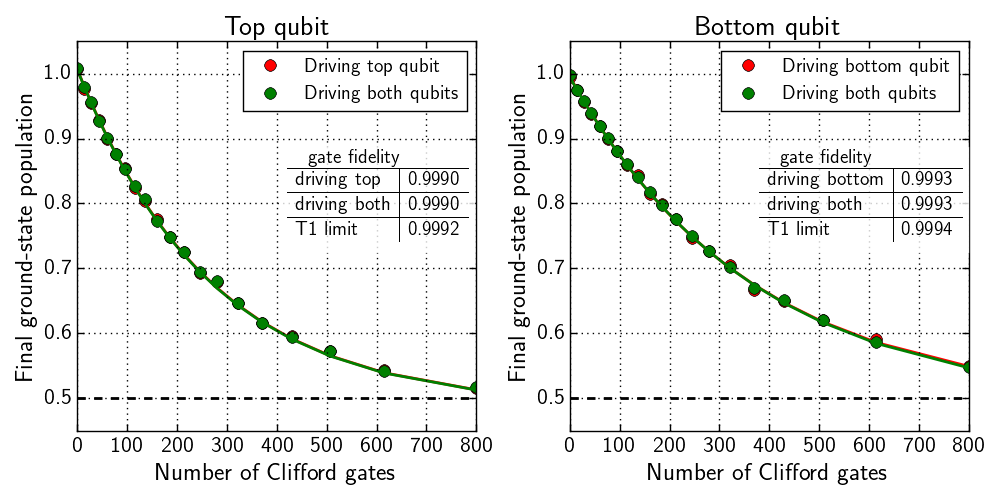 Top qubit
Driving top qubit
Driving both qubits
gate fidelity
driving top 0.9990
driving both 0.9990
T1 limit 0.9992
1.0
0.9
0.8
0.7
0.6
0.5
Final ground-state population
0 100 200 300 400 500 600 700 800
Number of Clifford gates
Bottom qubit
Driving bottom qubit
Driving both qubits
gate fidelity
driving bottom 0.9993
driving both 0.9993
T1 limit 0.9994
1.0
0.9
0.8
0.7
0.6
0.5
Final ground-state population
0 100 200 300 400 500 600 700 800
Number of Clifford gates